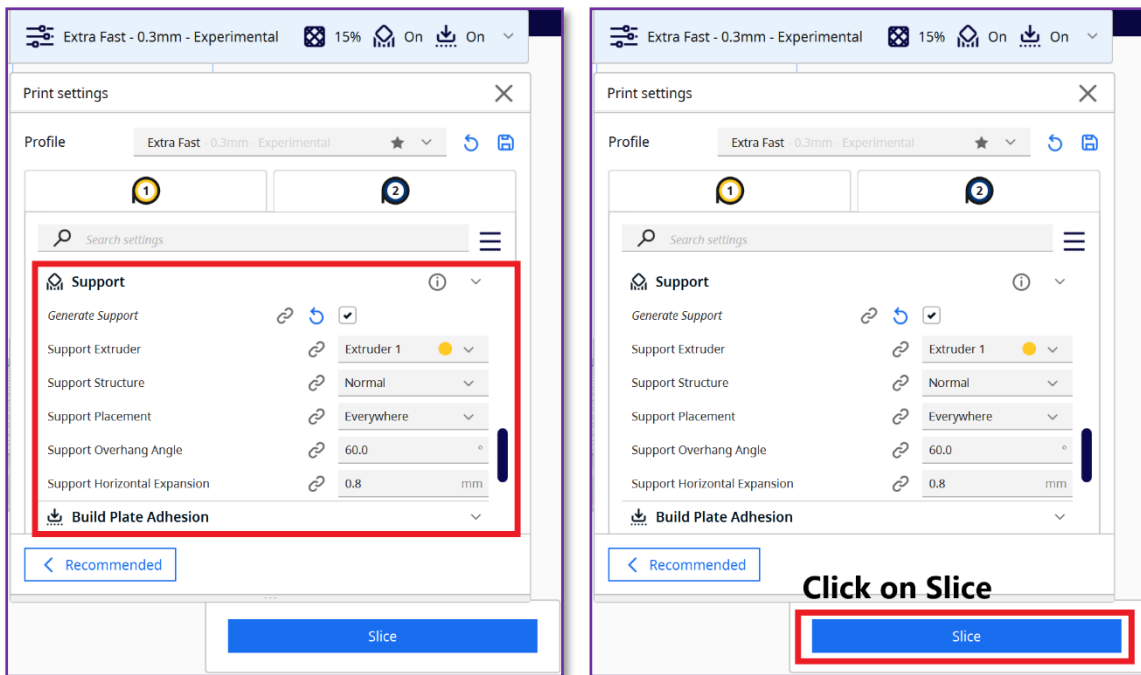 Extra Fast - 0.3mm - Experimental 15% On On
Print settings
Profile Extra Fast - 0.3mm - Experimental
1 2
Search settings
Support
Generate Support
Support Extruder Extruder 1
Support Structure Normal
Support Placement Everywhere
Support Overhang Angle 60.0 °
Support Horizontal Expansion 0.8 mm
Build Plate Adhesion
Recommended
Slice
Extra Fast - 0.3mm - Experimental 15% On On
Print settings
Profile Extra Fast - 0.3mm - Experimental
1 2
Search settings
Support
Generate Support
Support Extruder Extruder 1
Support Structure Normal
Support Placement Everywhere
Support Overhang Angle 60.0 °
Support Horizontal Expansion 0.8 mm
Build Plate Adhesion
Recommended
Click on Slice
Slice